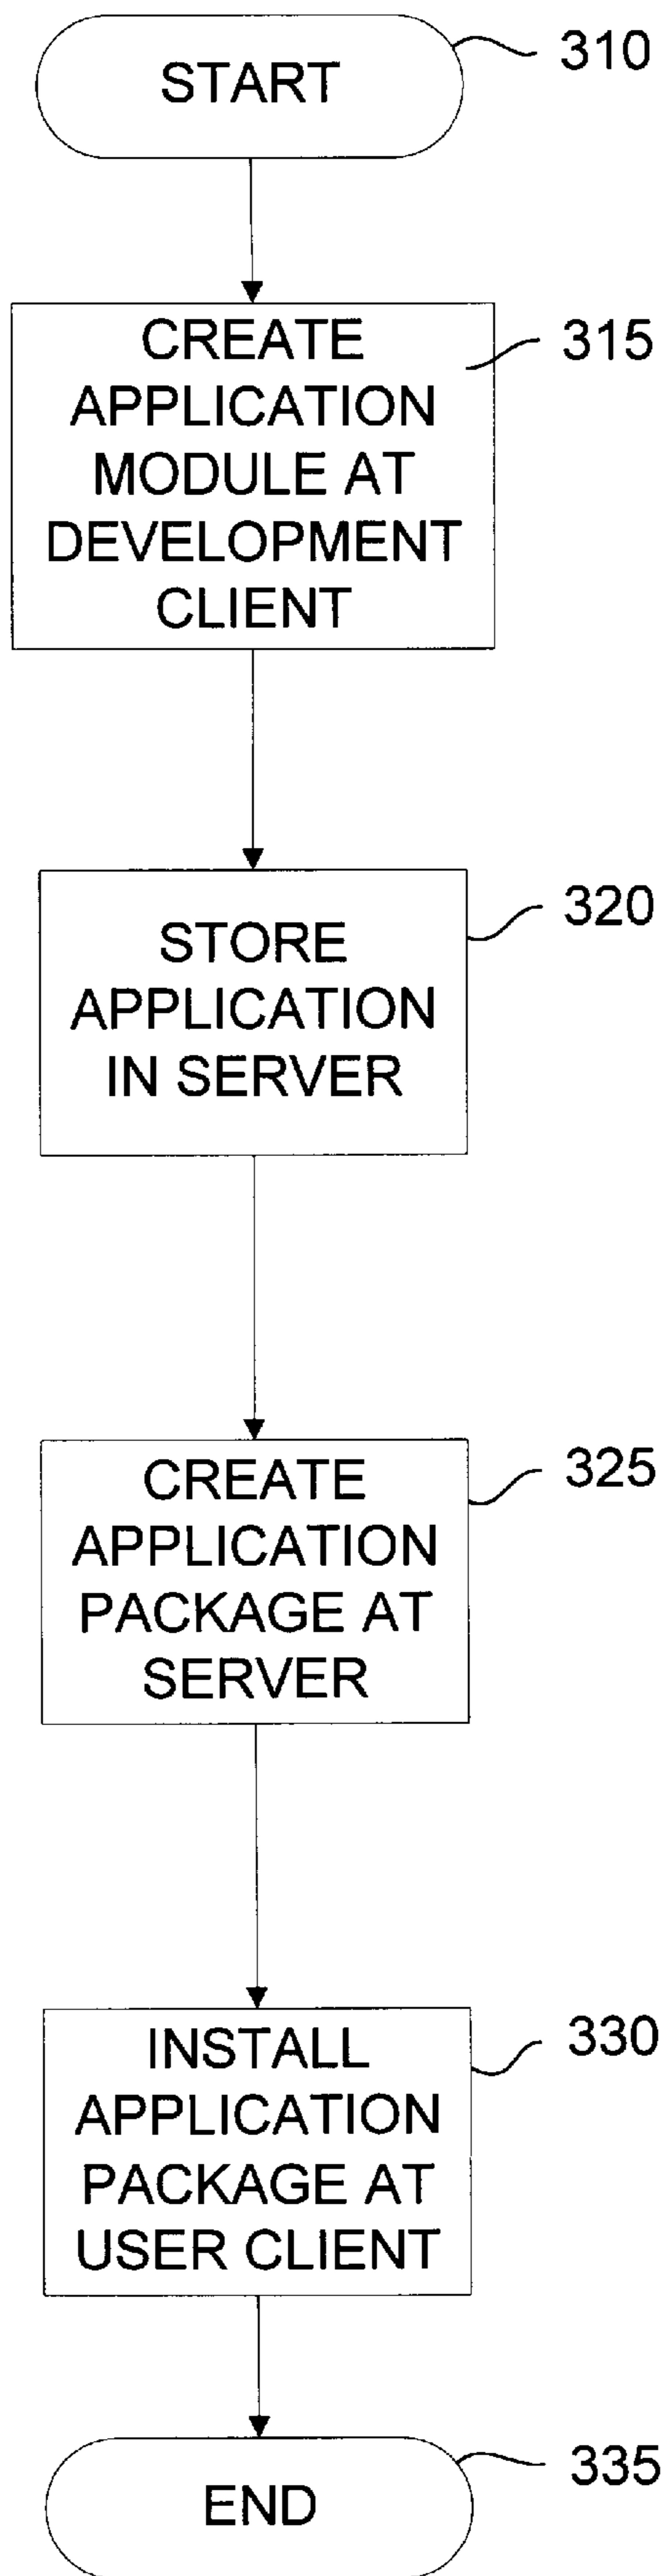 START
310
CREATE
APPLICATION
MODULE AT
DEVELOPMENT
CLIENT
315
STORE
APPLICATION
IN SERVER
320
CREATE
APPLICATION
PACKAGE AT
SERVER
325
INSTALL
APPLICATION
PACKAGE AT
USER CLIENT
330
END
335